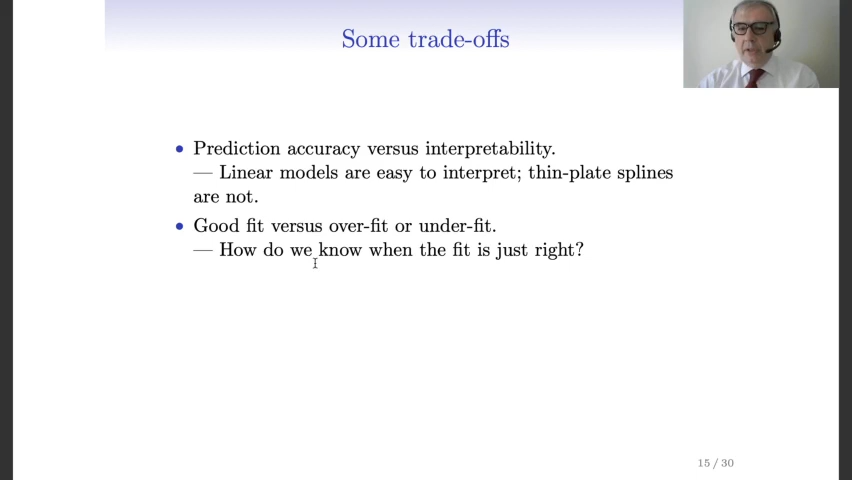 Some trade-offs
• Prediction accuracy versus interpretability.
— Linear models are easy to interpret; thin-plate splines
are not.
• Good fit versus over-fit or under-fit.
— How do we know when the fit is just right?
15 / 30